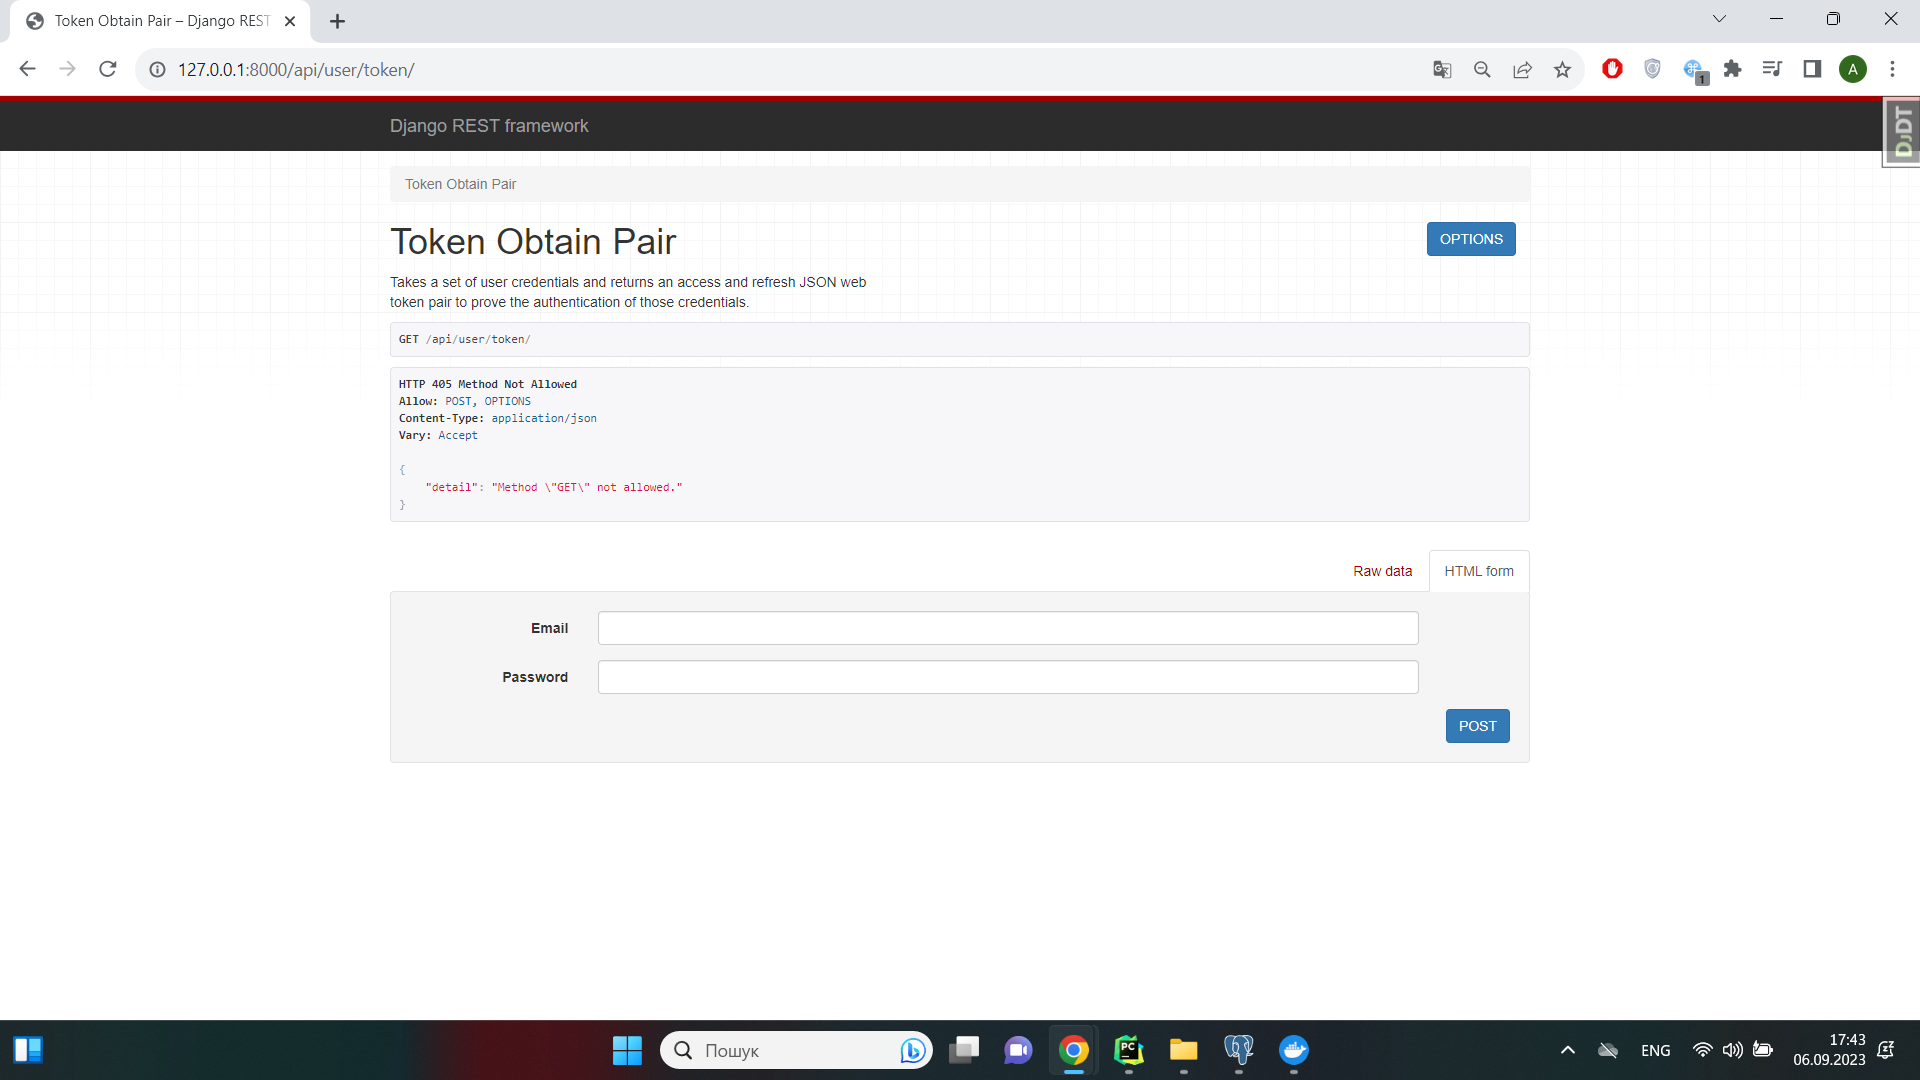 Token Obtain Pair – Django REST
127.0.0.1:8000/api/user/token/
1
A
Django REST framework
DjDT
Token Obtain Pair
Token Obtain Pair
OPTIONS
Takes a set of user credentials and returns an access and refresh JSON web
token pair to prove the authentication of those credentials.
GET /api/user/token/
HTTP 405 Method Not Allowed
Allow: POST, OPTIONS
Content-Type: application/json
Vary: Accept
{
"detail": "Method \"GET\" not allowed."
}
Raw data
HTML form
Email
Password
POST
Пошук
PC
ENG
17:43
06.09.2023